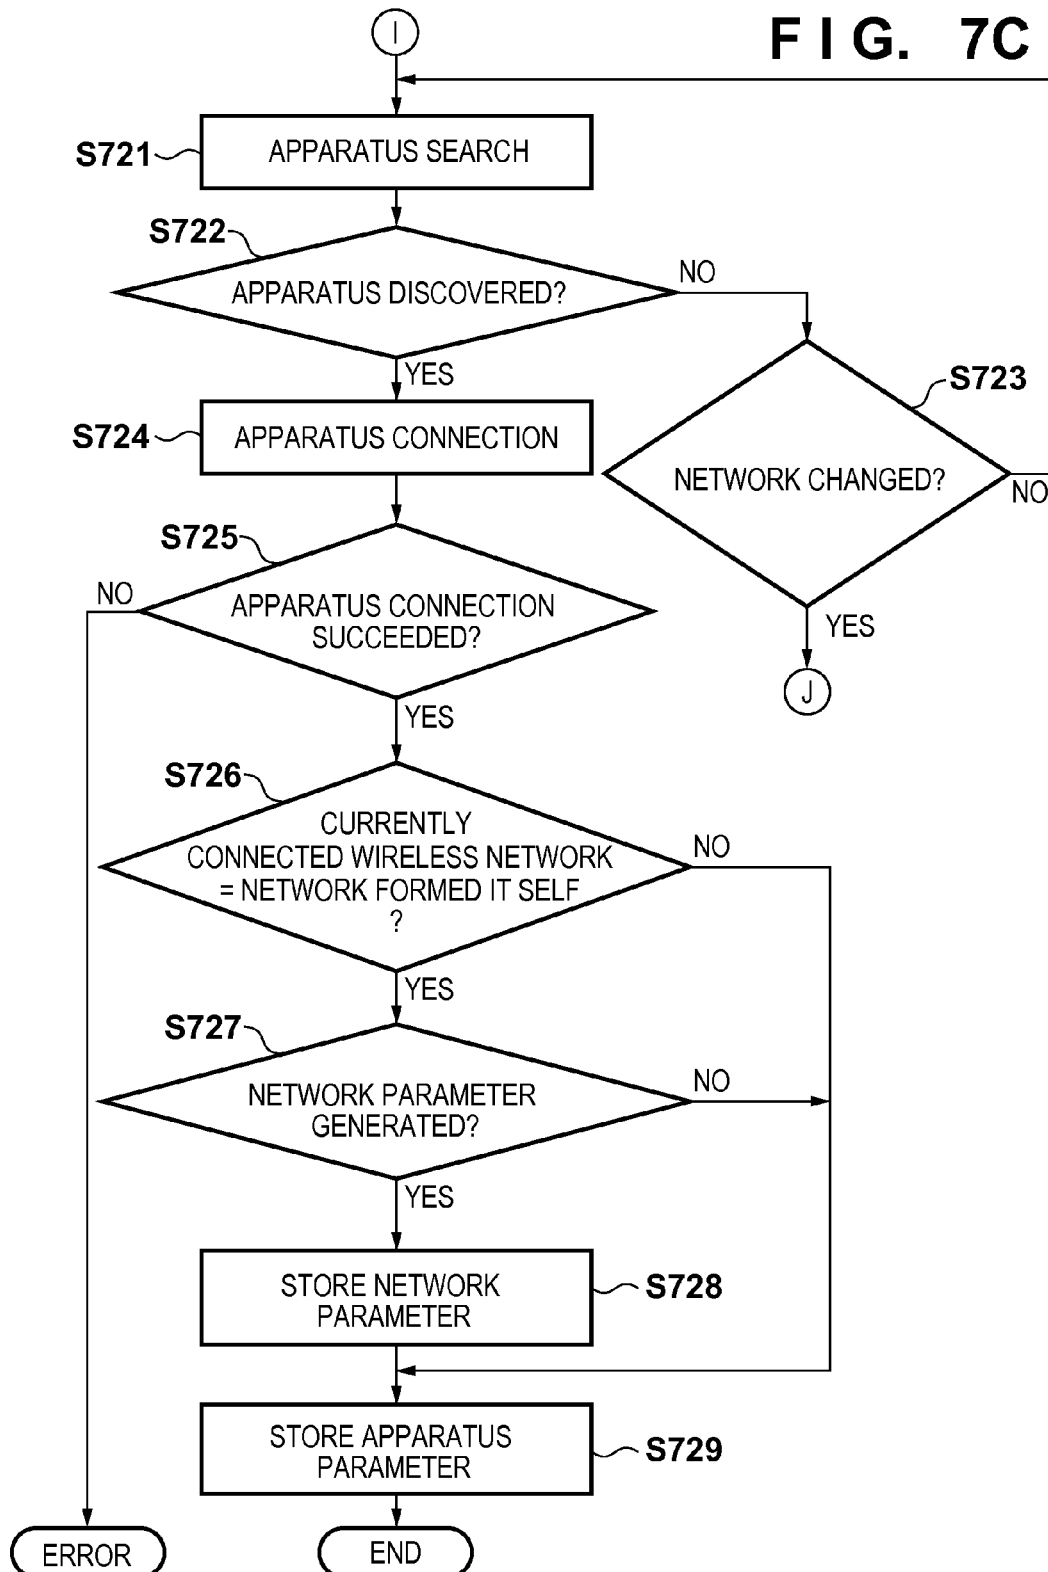 I
FIG. 7C
S721
APPARATUS SEARCH
S722
APPARATUS DISCOVERED?
NO
YES
S723
S724
APPARATUS CONNECTION
NETWORK CHANGED?
NO
S725
NO
APPARATUS CONNECTION
SUCCEEDED?
YES
J
YES
S726
CURRENTLY
CONNECTED WIRELESS NETWORK
= NETWORK FORMED IT SELF
?
NO
YES
S727
NETWORK PARAMETER
GENERATED?
NO
YES
STORE NETWORK
PARAMETER
S728
STORE APPARATUS
PARAMETER
S729
ERROR
END